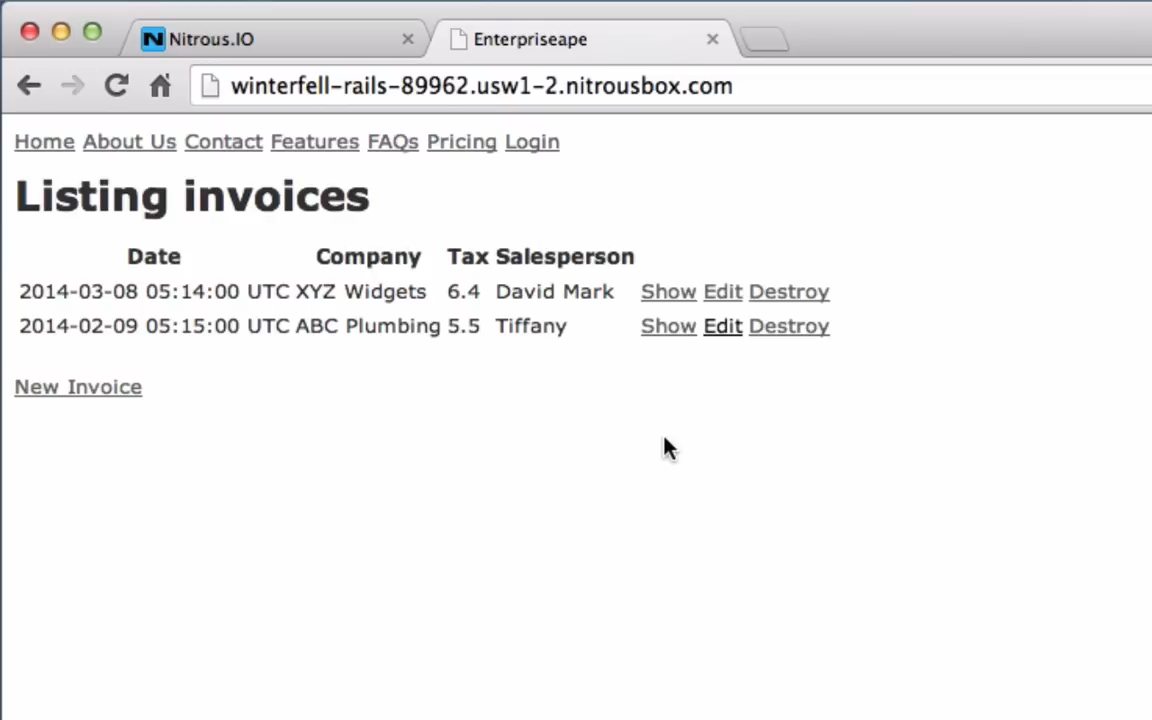 Nitrous.IO Enterpriseape
winterfell-rails-89962.usw1-2.nitrousbox.com
Home About Us Contact Features FAQs Pricing Login
Listing invoices
Date Company Tax Salesperson
2014-03-08 05:14:00 UTC XYZ Widgets 6.4 David Mark Show Edit Destroy
2014-02-09 05:15:00 UTC ABC Plumbing 5.5 Tiffany Show Edit Destroy
New Invoice